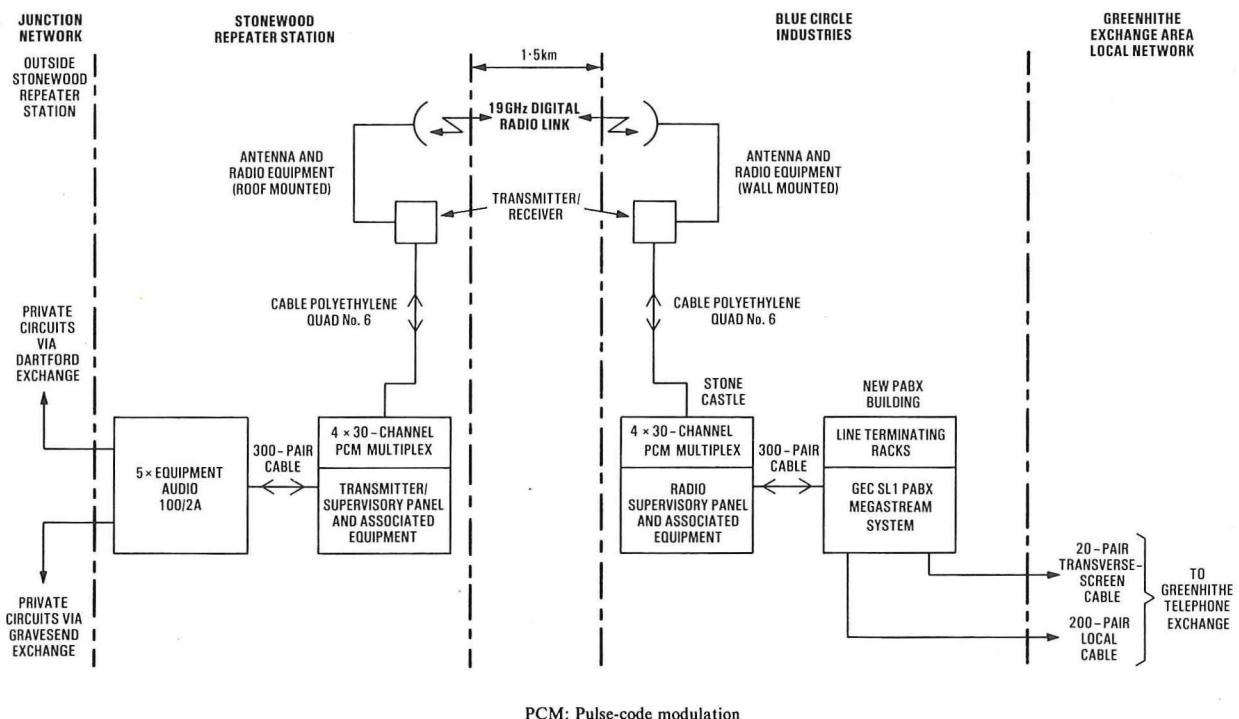 JUNCTION
NETWORK
OUTSIDE
STONEWOOD
REPEATER
STATION
STONEWOOD
REPEATER STATION
BLUE CIRCLE
INDUSTRIES
GREENHITHE
EXCHANGE AREA
LOCAL NETWORK
1·5km
19GHz DIGITAL
RADIO LINK
ANTENNA AND
RADIO EQUIPMENT
(ROOF MOUNTED)
ANTENNA AND
RADIO EQUIPMENT
(WALL MOUNTED)
TRANSMITTER/
RECEIVER
CABLE POLYETHYLENE
QUAD No. 6
CABLE POLYETHYLENE
QUAD No. 6
PRIVATE
CIRCUITS
VIA
DARTFORD
EXCHANGE
5 × EQUIPMENT
AUDIO
100/2A
300-PAIR
CABLE
4 × 30-CHANNEL
PCM MULTIPLEX
TRANSMITTER/
SUPERVISORY PANEL
AND ASSOCIATED
EQUIPMENT
STONE
CASTLE
4 × 30-CHANNEL
PCM MULTIPLEX
RADIO
SUPERVISORY PANEL
AND ASSOCIATED
EQUIPMENT
300-PAIR
CABLE
NEW PABX
BUILDING
LINE TERMINATING
RACKS
GEC SL1 PABX
MEGASTREAM
SYSTEM
PRIVATE
CIRCUITS VIA
GRAVESEND
EXCHANGE
20-PAIR
TRANSVERSE-
SCREEN
CABLE
200-PAIR
LOCAL
CABLE
TO
GREENHITHE
TELEPHONE
EXCHANGE
PCM: Pulse-code modulation